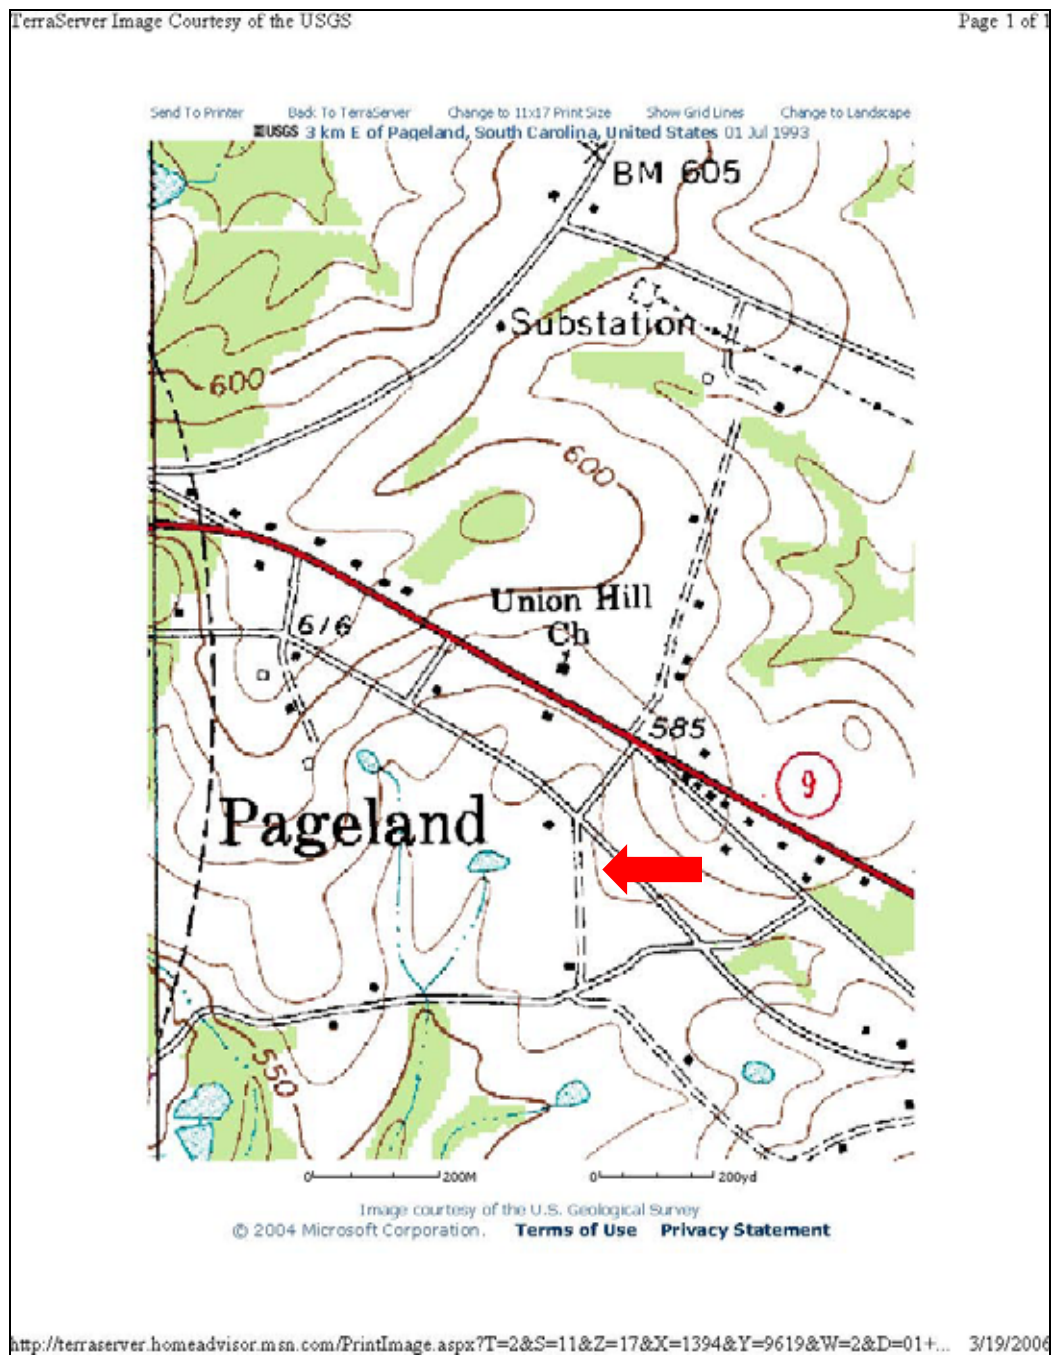 TerraServer Image Courtesy of the USGS Page 1 of 1
Send To Printer Back To TerraServer Change to 11x17 Print Size Show Grid Lines Change to Landscape
USGS 3 km E of Pageland, South Carolina, United States 01 Jul 1993
BM 605
Substation
600
600
Union Hill
Ch
616
585
9
Pageland
550
0 200M 0 200yd
Image courtesy of the U.S. Geological Survey
© 2004 Microsoft Corporation. Terms of Use Privacy Statement
http://terraserver.homeadvisor.msn.com/PrintImage.aspx?T=2&S=11&Z=17&X=1394&Y=9619&W=2&D=01+... 3/19/2006